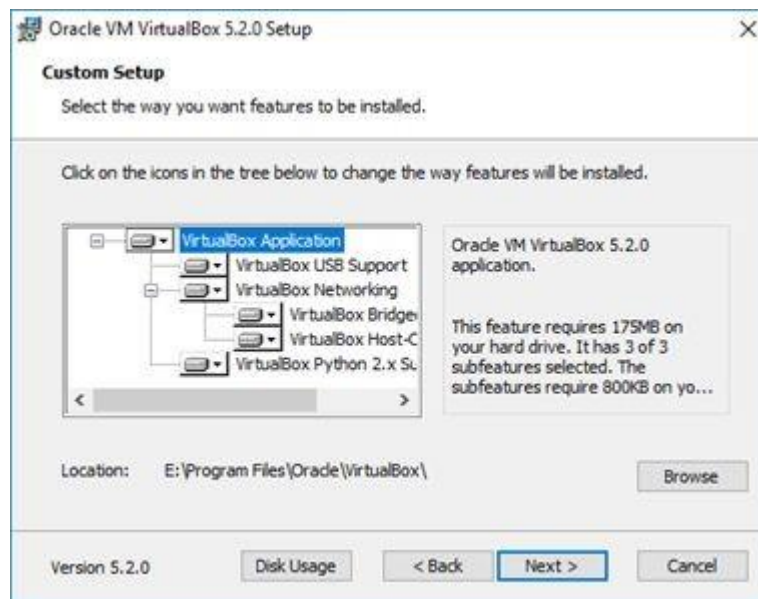 Oracle VM VirtualBox 5.2.0 Setup
Custom Setup
Select the way you want features to be installed.
Click on the icons in the tree below to change the way features will be installed.
VirtualBox Application
VirtualBox USB Support
VirtualBox Networking
VirtualBox Bridge
VirtualBox Host-C
VirtualBox Python 2.x Su
Oracle VM VirtualBox 5.2.0
application.
This feature requires 175MB on
your hard drive. It has 3 of 3
subfeatures selected. The
subfeatures require 800KB on yo...
Location: E:\Program Files\Oracle\VirtualBox\
Browse
Version 5.2.0 Disk Usage < Back Next > Cancel